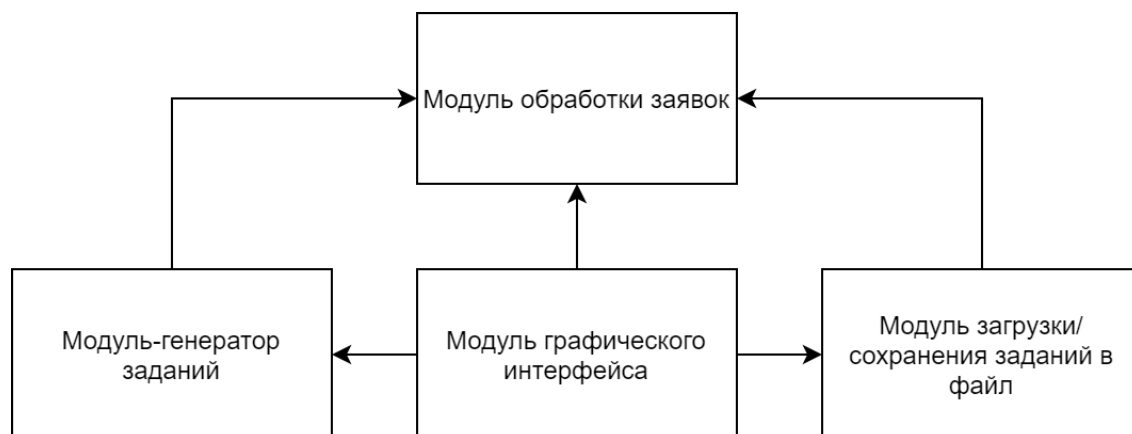 Модуль обработки заявок
Модуль-генератор
заданий
Модуль графического
интерфейса
Модуль загрузки/
сохранения заданий в
файл